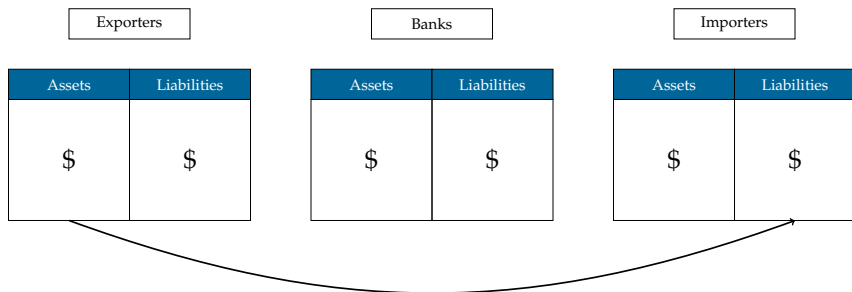 Exporters
Banks
Importers
Assets
Liabilities
Assets
Liabilities
Assets
Liabilities
$
$
$
$
$
$